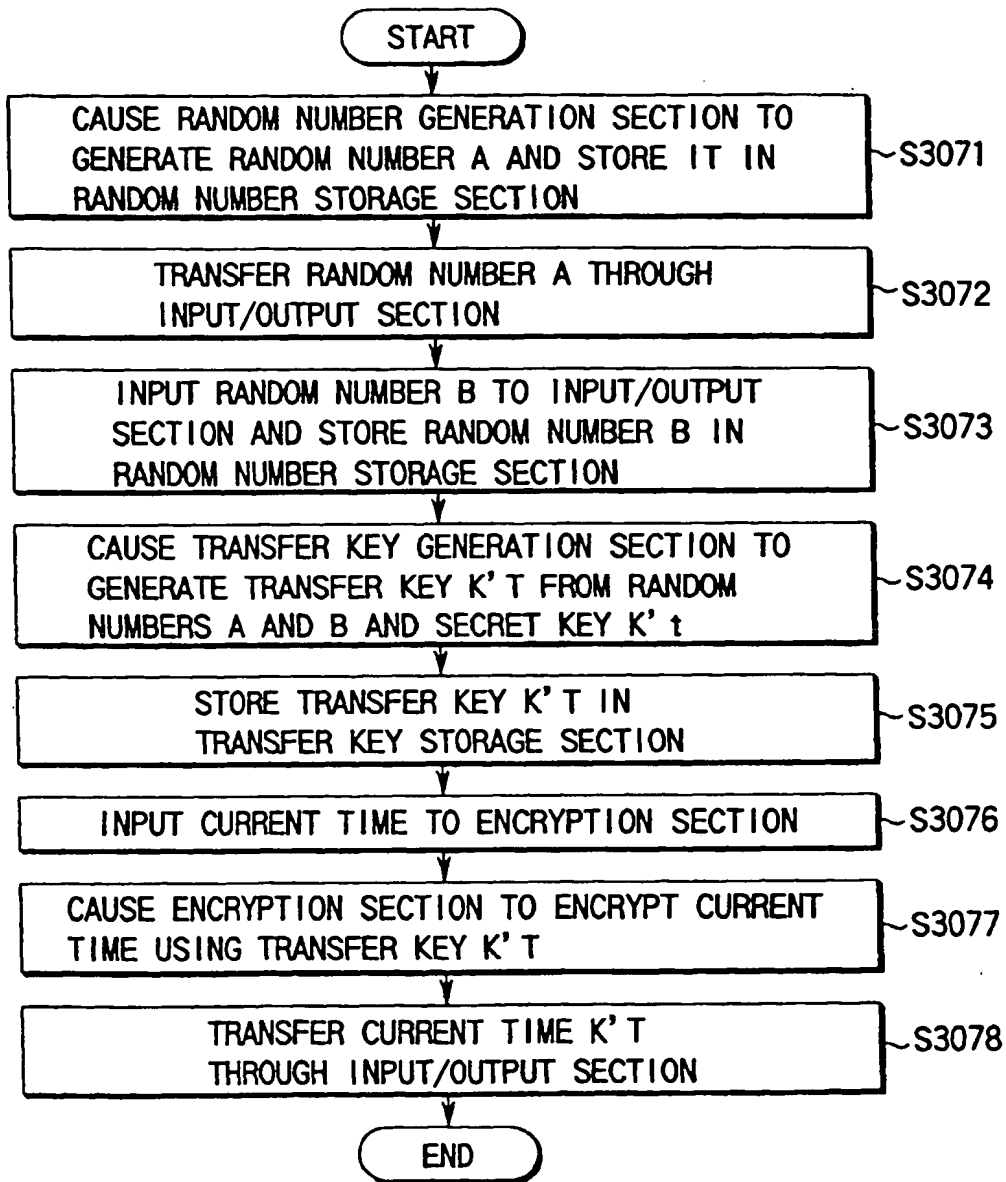 START
CAUSE RANDOM NUMBER GENERATION SECTION TO
GENERATE RANDOM NUMBER A AND STORE IT IN
RANDOM NUMBER STORAGE SECTION
S3071
TRANSFER RANDOM NUMBER A THROUGH
INPUT/OUTPUT SECTION
S3072
INPUT RANDOM NUMBER B TO INPUT/OUTPUT
SECTION AND STORE RANDOM NUMBER B IN
RANDOM NUMBER STORAGE SECTION
S3073
CAUSE TRANSFER KEY GENERATION SECTION TO
GENERATE TRANSFER KEY K'T FROM RANDOM
NUMBERS A AND B AND SECRET KEY K't
S3074
STORE TRANSFER KEY K'T IN
TRANSFER KEY STORAGE SECTION
S3075
INPUT CURRENT TIME TO ENCRYPTION SECTION
S3076
CAUSE ENCRYPTION SECTION TO ENCRYPT CURRENT
TIME USING TRANSFER KEY K'T
S3077
TRANSFER CURRENT TIME K'T
THROUGH INPUT/OUTPUT SECTION
S3078
END